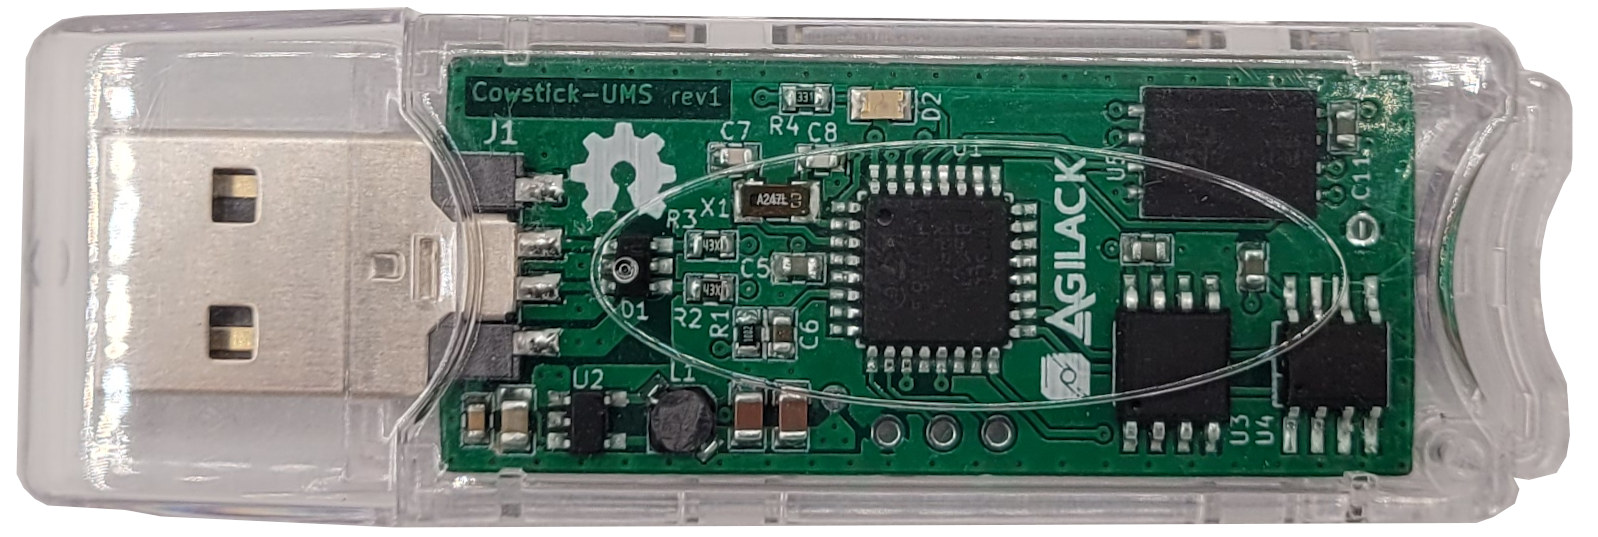 Cowstick-UMS rev1
J1
C7
R4
C8
D2
331
U1
U5
C11
X1
A247L
R3
43X
C5
D1
R2
43X
R1
1002
C6
AGILACK
U2
L1
U3
U4